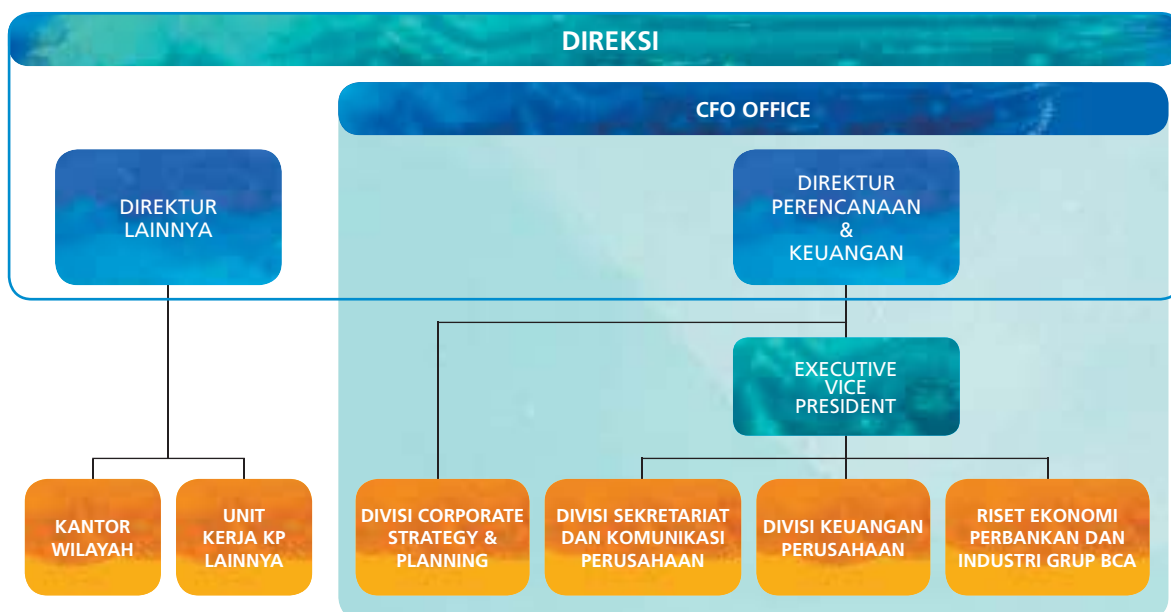 DIREKSI
CFO OFFICE
DIREKTUR
LAINNYA
DIREKTUR
PERENCANAAN
&
KEUANGAN
EXECUTIVE
VICE
PRESIDENT
KANTOR
WILAYAH
UNIT
KERJA KP
LAINNYA
DIVISI CORPORATE
STRATEGY &
PLANNING
DIVISI SEKRETARIAT
DAN KOMUNIKASI
PERUSAHAAN
DIVISI KEUANGAN
PERUSAHAAN
RISET EKONOMI
PERBANKAN DAN
INDUSTRI GRUP BCA